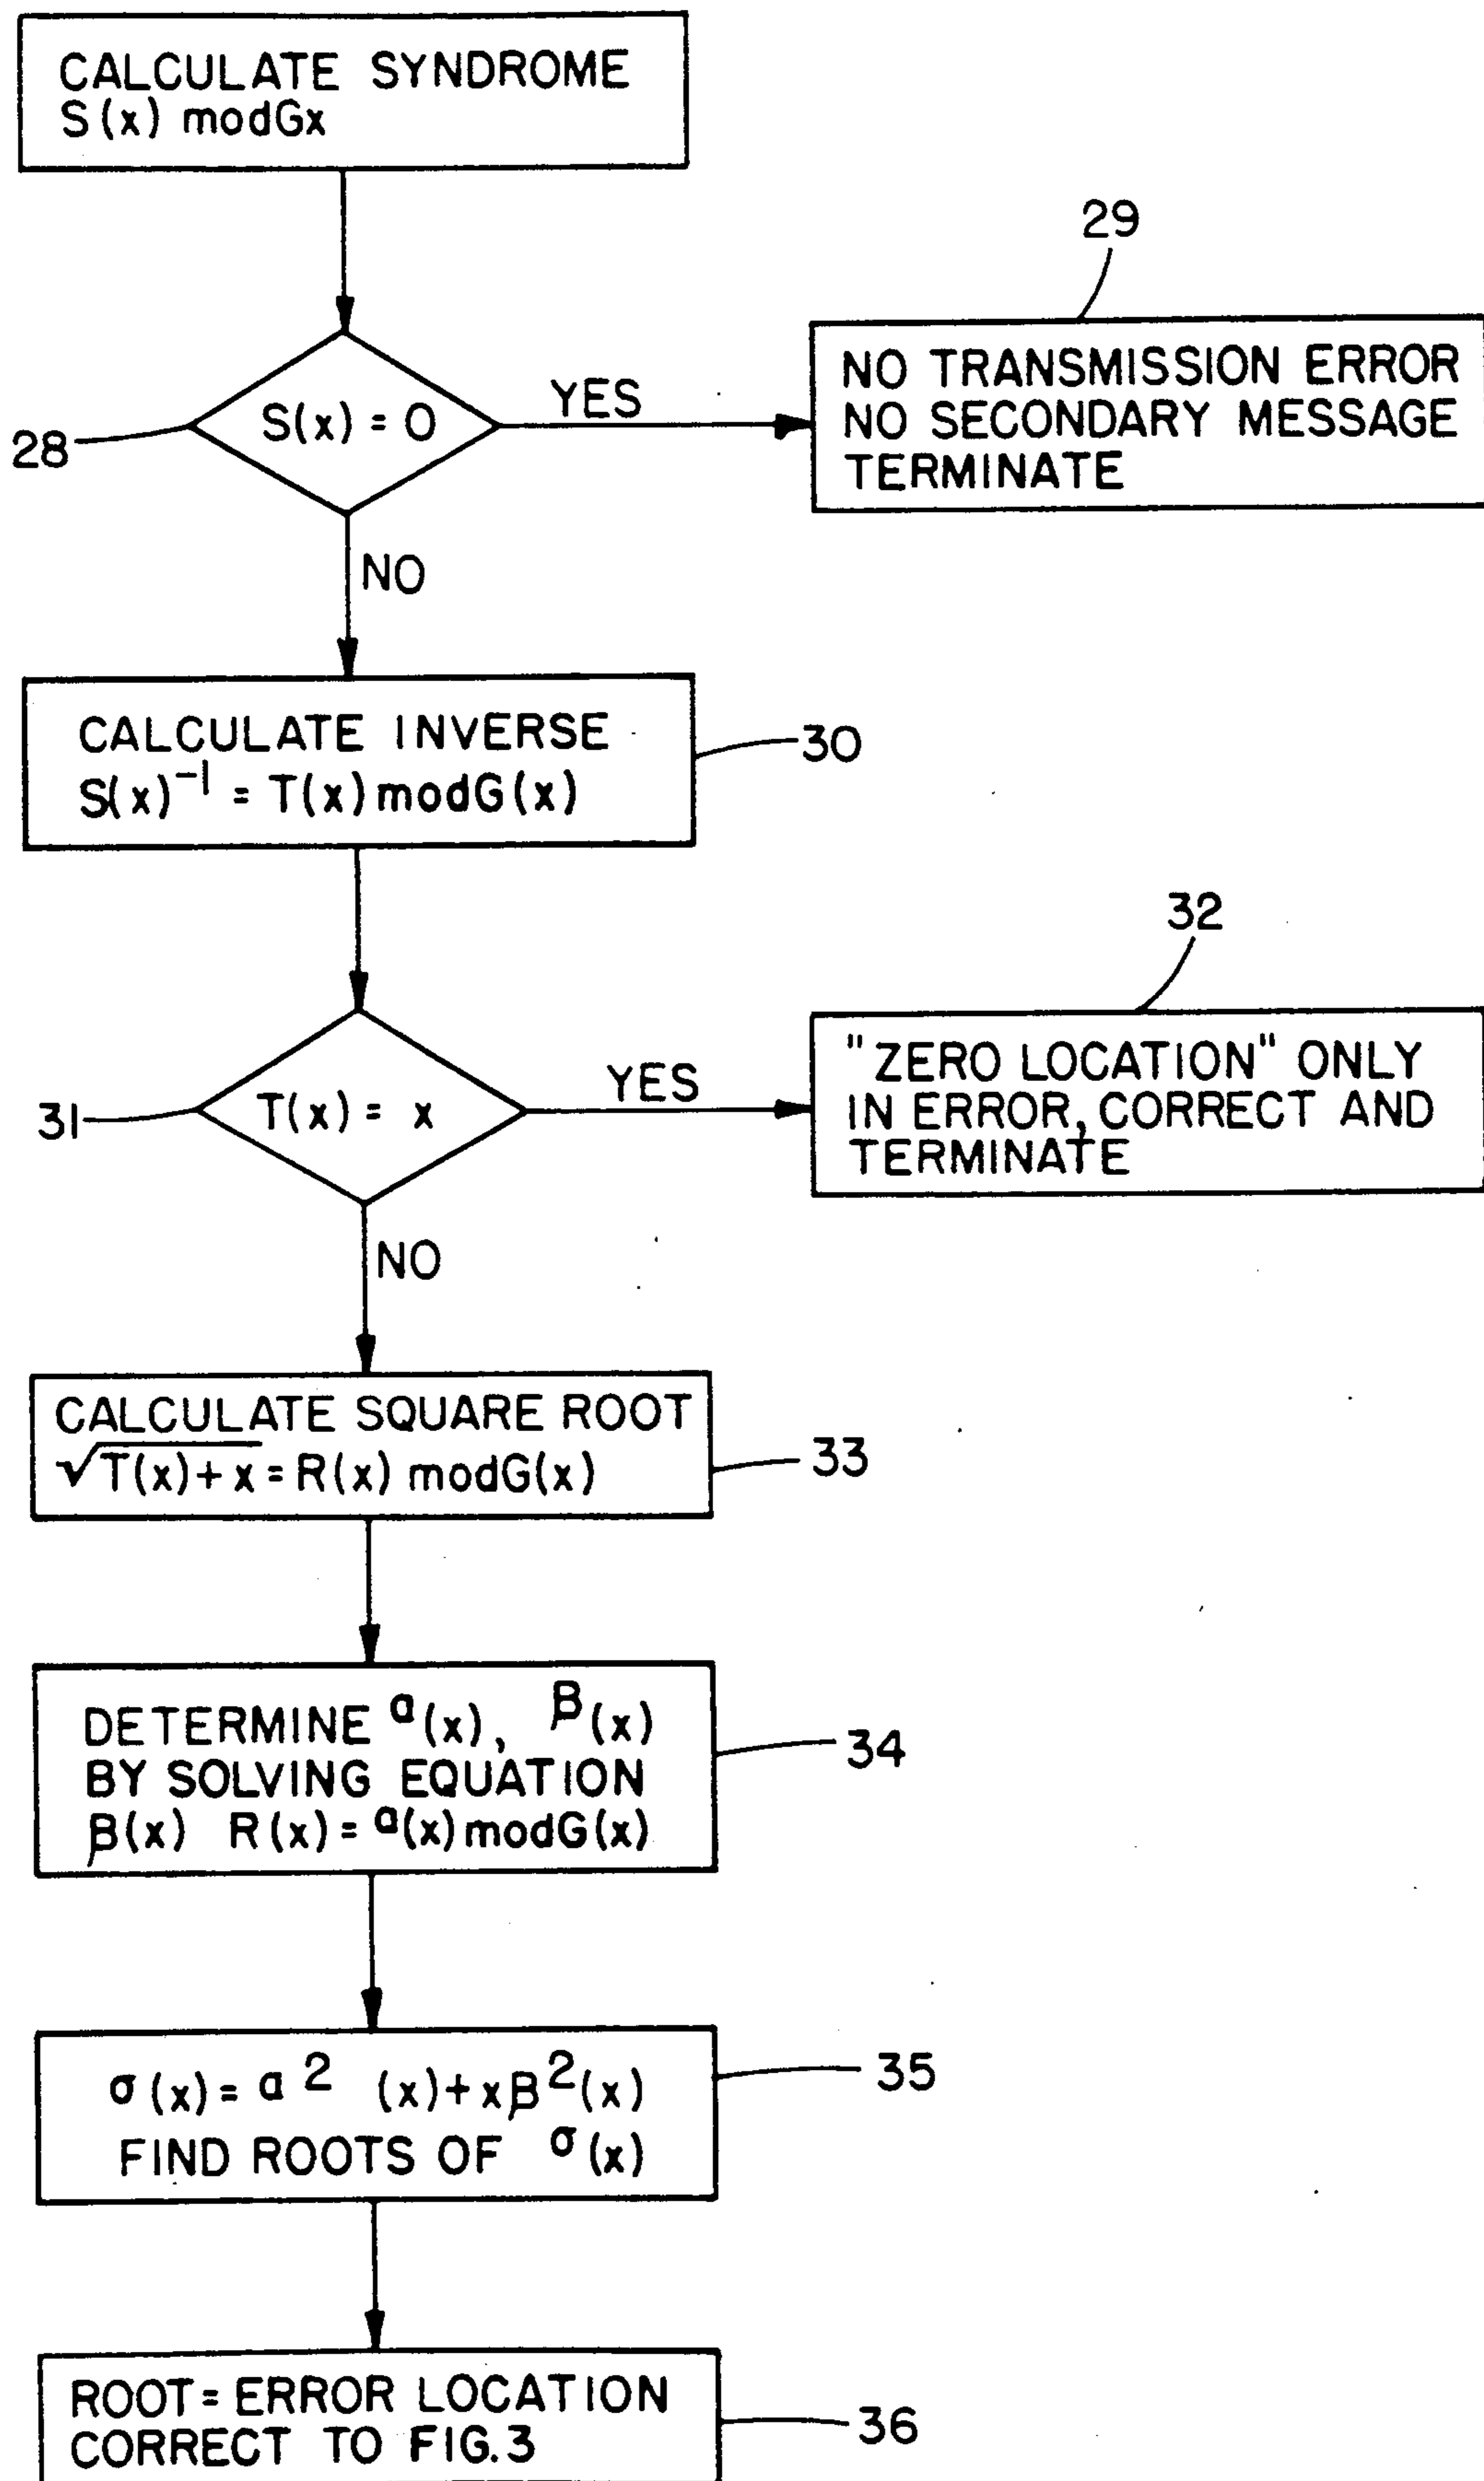 CALCULATE SYNDROME
S(x) modGx
29
NO TRANSMISSION ERROR
NO SECONDARY MESSAGE
TERMINATE
S(x) = 0
YES
28
NO
CALCULATE INVERSE
S(x)⁻¹ = T(x) modG(x)
30
32
"ZERO LOCATION" ONLY
IN ERROR, CORRECT AND
TERMINATE
T(x) = x
YES
31
NO
CALCULATE SQUARE ROOT
√T(x)+x = R(x) modG(x)
33
DETERMINE α(x), β(x)
BY SOLVING EQUATION
β(x) R(x) = α(x) modG(x)
34
σ(x) = α² (x) + xβ²(x)
FIND ROOTS OF σ(x)
35
ROOT = ERROR LOCATION
CORRECT TO FIG. 3
36